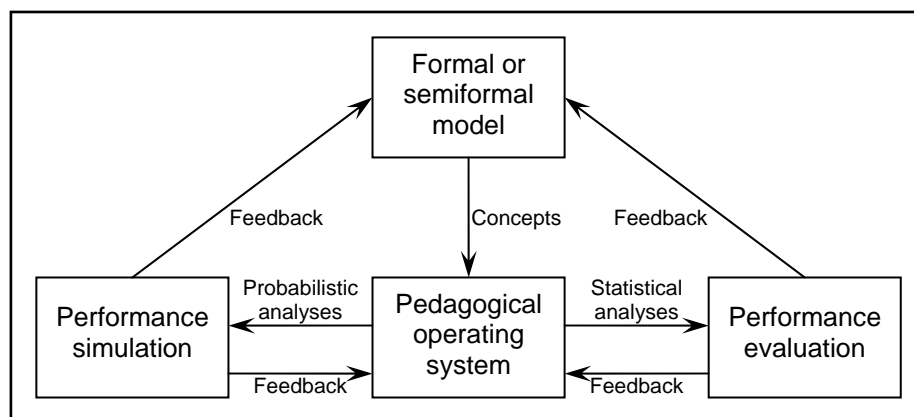 Formal or
semiformal
model
Feedback
Concepts
Feedback
Performance
simulation
Probabilistic
analyses
Pedagogical
operating
system
Statistical
analyses
Performance
evaluation
Feedback
Feedback